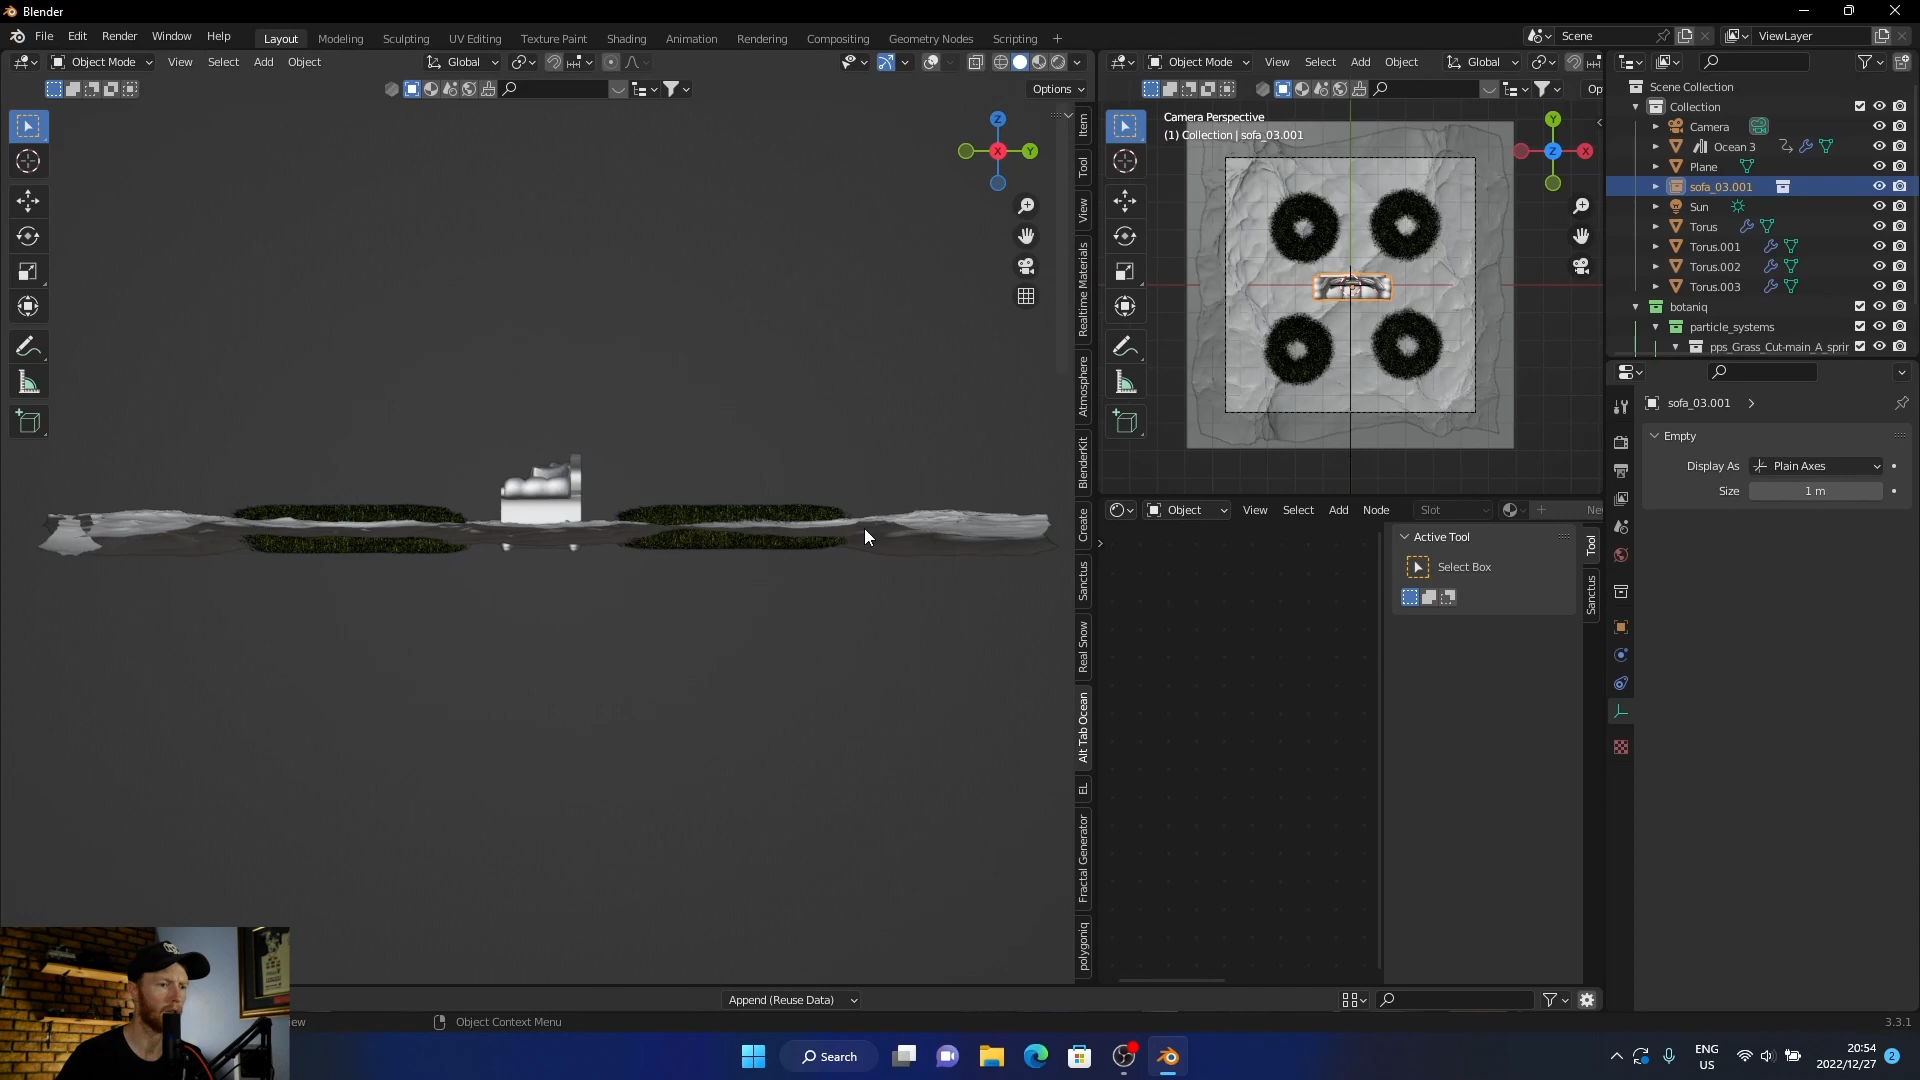 Blender
File Edit Render Window Help
Layout Modeling Sculpting UV Editing Texture Paint Shading Animation Rendering Compositing Geometry Nodes Scripting
Scene
ViewLayer
Object Mode View Select Add Object
Global
Object Mode View Select Add Object
Global
Options
Op
Camera Perspective
(1) Collection | sofa_03.001
Z
X
Y
Y
Z
X
Item
Tool
View
Realtime Materials
Atmosphere
BlenderKit
Create
Sanctus
Real Snow
Alt Tab Ocean
EL
Fractal Generator
polygoniq
Scene Collection
Collection
Camera
Ocean 3
Plane
sofa_03.001
Sun
Torus
Torus.001
Torus.002
Torus.003
botaniq
particle_systems
pps_Grass_Cut-main_A_sprir
sofa_03.001
Empty
Display As Plain Axes
Size 1 m
Object View Select Add Node Slot Ne
Active Tool
Select Box
Tool
Sanctus
Append (Reuse Data)
iew
Object Context Menu
3.3.1
Search
ENG
US
20:54
2022/12/27
2